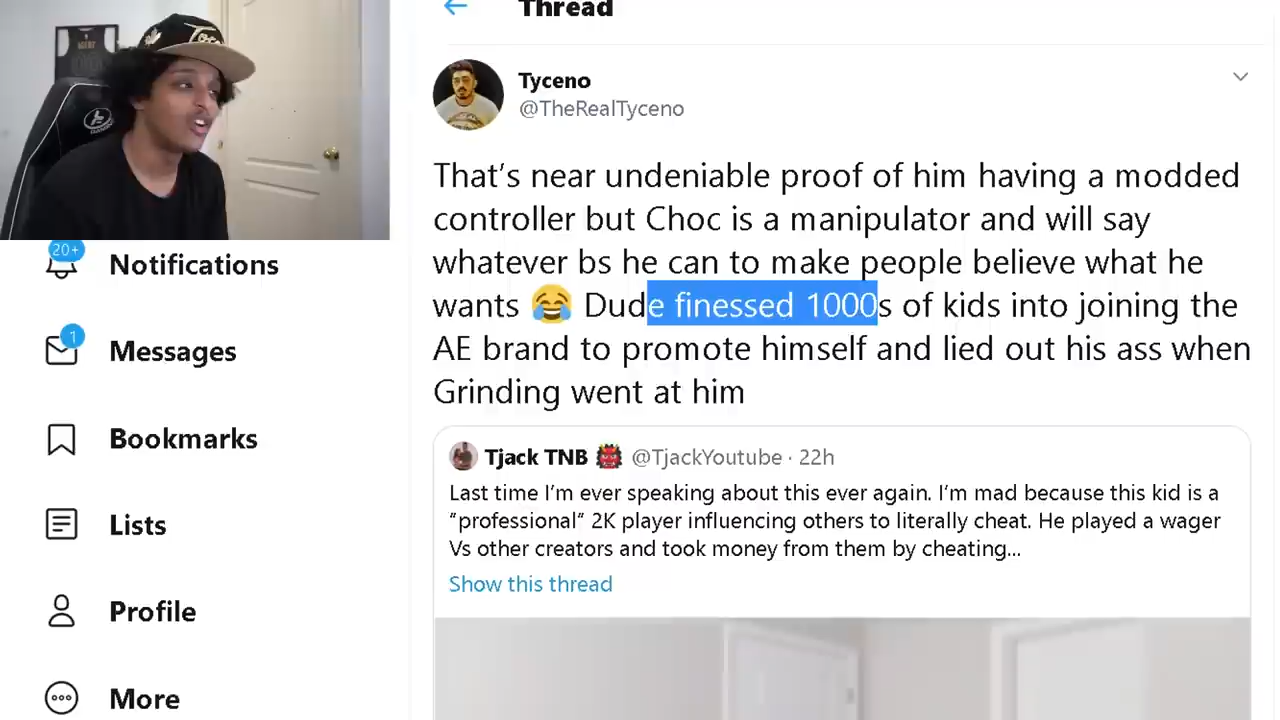 Thread
Tyceno
@TheRealTyceno
That's near undeniable proof of him having a modded
controller but Choc is a manipulator and will say
whatever bs he can to make people believe what he
wants 😂 Dude finessed 1000s of kids into joining the
AE brand to promote himself and lied out his ass when
Grinding went at him
Tjack TNB 👹 @TjackYoutube · 22h
Last time I'm ever speaking about this ever again. I'm mad because this kid is a
"professional" 2K player influencing others to literally cheat. He played a wager
Vs other creators and took money from them by cheating...
Show this thread
20+
Notifications
1
Messages
Bookmarks
Lists
Profile
More